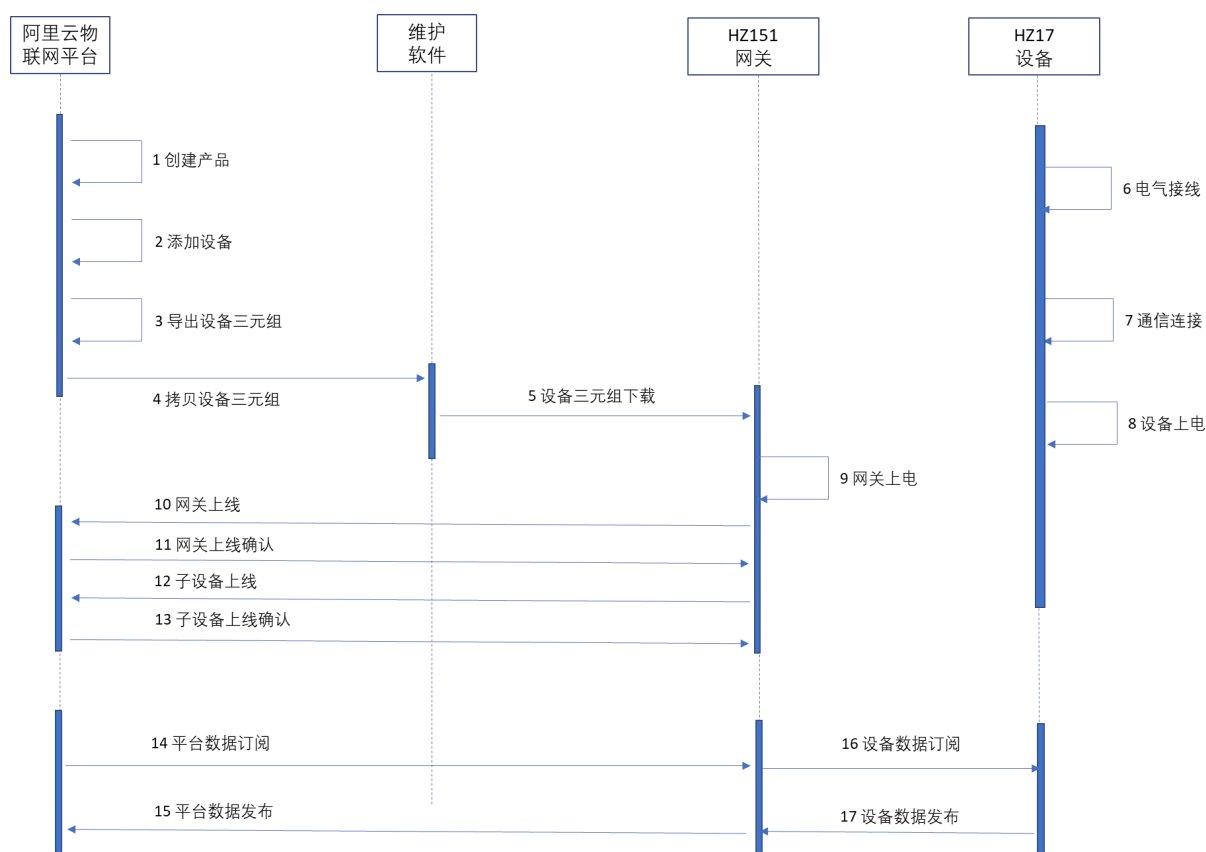 阿里云物
联网平台
维护
软件
HZ151
网关
HZ17
设备
1 创建产品
6 电气接线
2 添加设备
3 导出设备三元组
7 通信连接
4 拷贝设备三元组
5 设备三元组下载
8 设备上电
9 网关上电
10 网关上线
11 网关上线确认
12 子设备上线
13 子设备上线确认
14 平台数据订阅
16 设备数据订阅
15 平台数据发布
17 设备数据发布